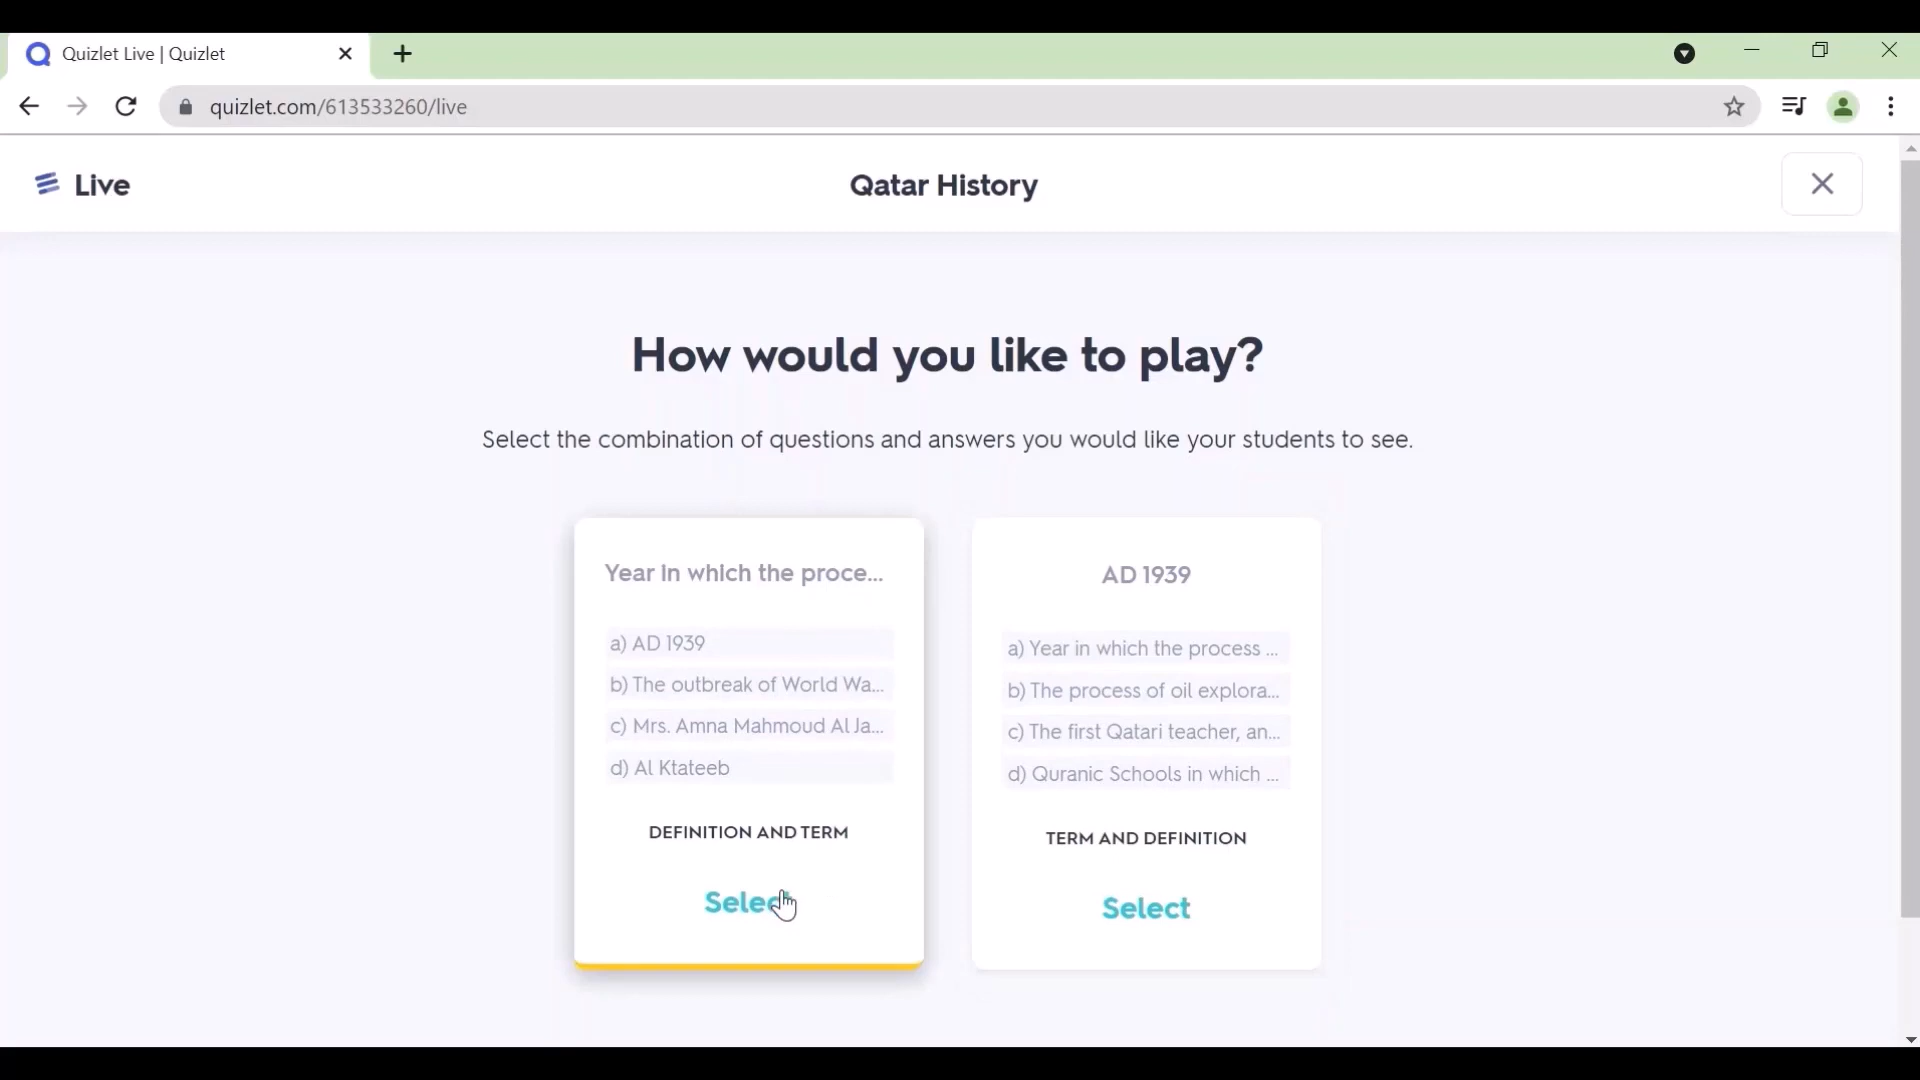 Quizlet Live | Quizlet
quizlet.com/613533260/live
Live
Qatar History
How would you like to play?
Select the combination of questions and answers you would like your students to see.
Year in which the proce...
a) AD 1939
b) The outbreak of World Wa...
c) Mrs. Amna Mahmoud Al Ja...
d) Al Ktateeb
DEFINITION AND TERM
Select
AD 1939
a) Year in which the process ...
b) The process of oil explora...
c) The first Qatari teacher, an...
d) Quranic Schools in which ...
TERM AND DEFINITION
Select